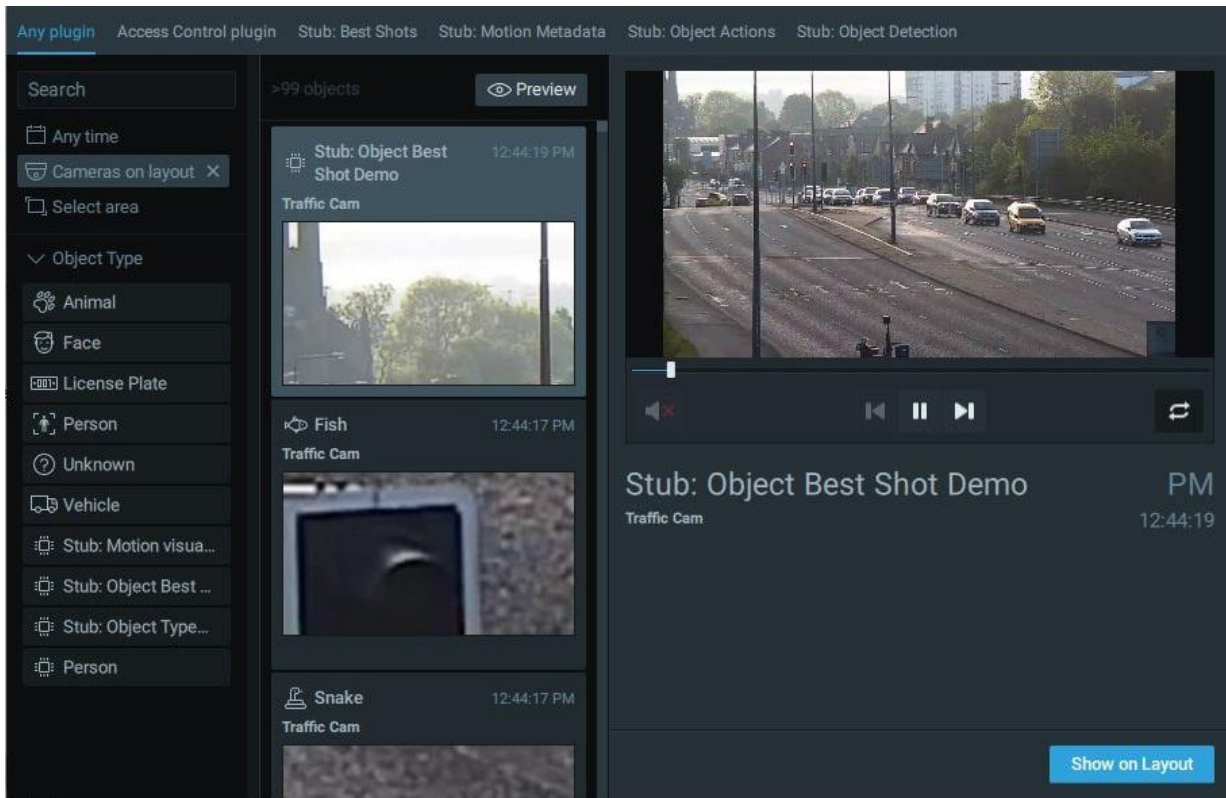 Any plugin Access Control plugin Stub: Best Shots Stub: Motion Metadata Stub: Object Actions Stub: Object Detection
Search
Any time
Cameras on layout
Select area
Object Type
Animal
Face
License Plate
Person
Unknown
Vehicle
Stub: Motion visua...
Stub: Object Best ...
Stub: Object Type...
Person
>99 objects Preview
Stub: Object Best 12:44:19 PM
Shot Demo
Traffic Cam
Fish 12:44:17 PM
Traffic Cam
Snake 12:44:17 PM
Traffic Cam
Stub: Object Best Shot Demo PM
Traffic Cam 12:44:19
Show on Layout